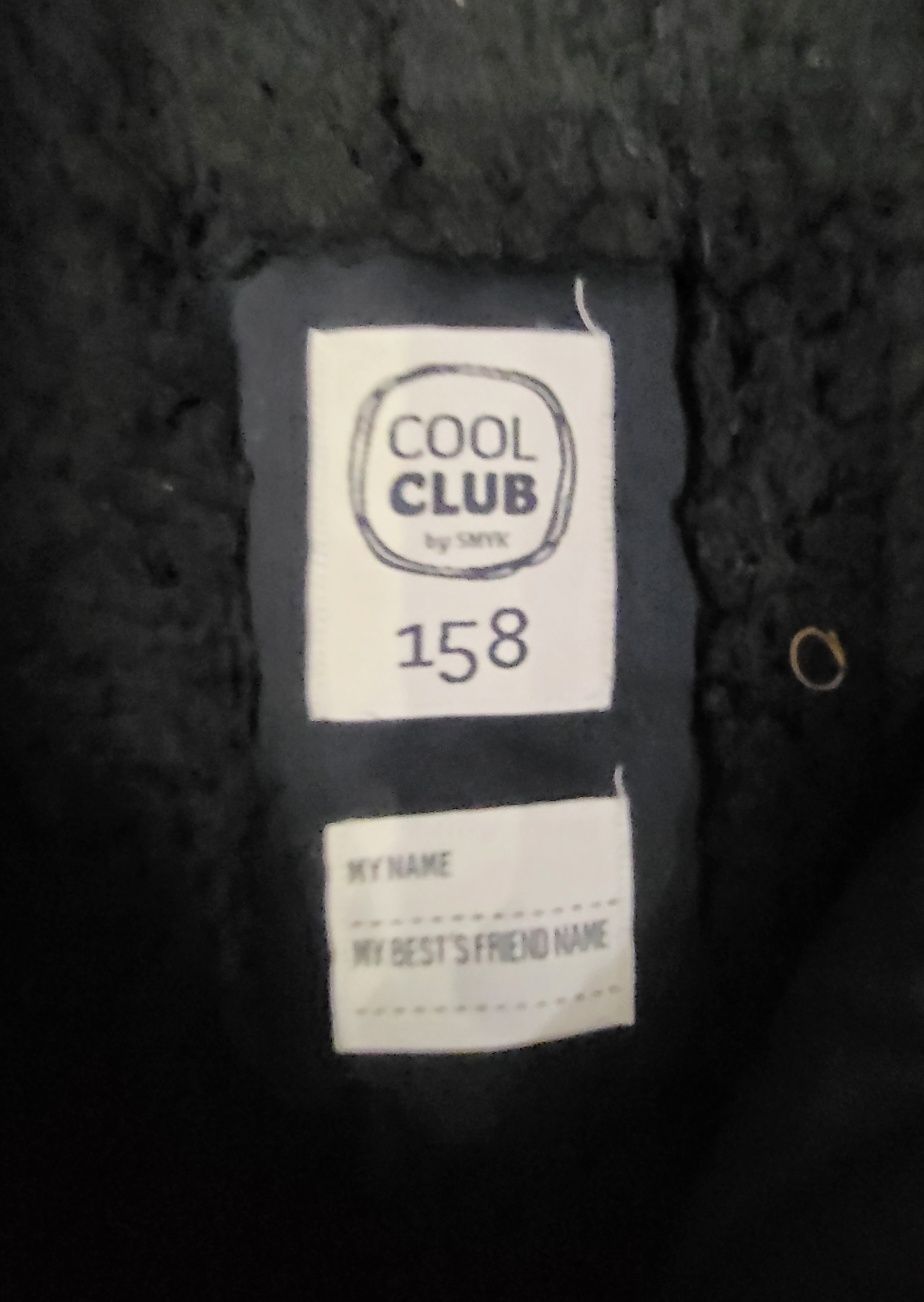 COOL
CLUB
by SMYK
158
MY NAME
MY BEST'S FRIEND NAME